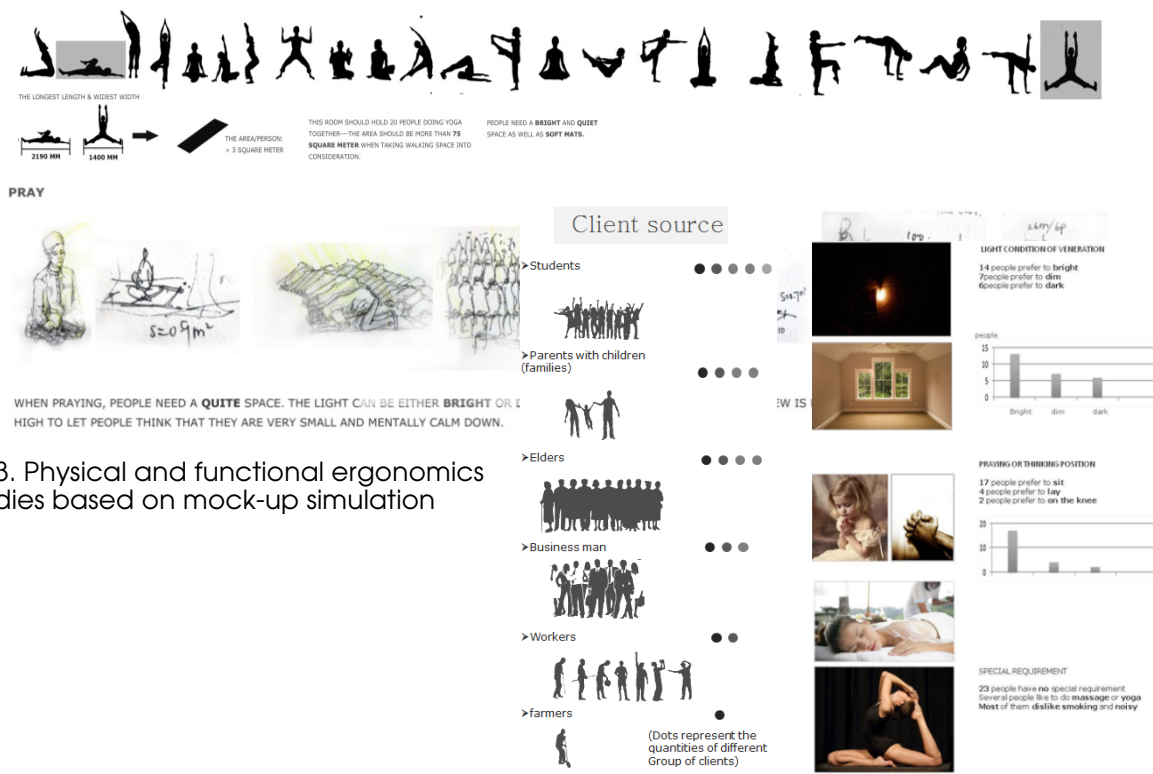 THE LONGEST LENGTH & WIDEST WIDTH
2190 MM
1400 MM
THE AREA/PERSON:
> 3 SQUARE METER
THIS ROOM SHOULD HOLD 20 PEOPLE DOING YOGA
TOGETHER---THE AREA SHOULD BE MORE THAN 75
SQUARE METER WHEN TAKING WALKING SPACE INTO
CONSIDERATION.
PEOPLE NEED A BRIGHT AND QUIET
SPACE AS WELL AS SOFT MATS.
PRAY
WHEN PRAYING, PEOPLE NEED A QUITE SPACE. THE LIGHT CAN BE EITHER BRIGHT OR
HIGH TO LET PEOPLE THINK THAT THEY ARE VERY SMALL AND MENTALLY CALM DOWN.
3. Physical and functional ergonomics
dies based on mock-up simulation
Client source
➤Students
➤Parents with children
(families)
➤Elders
➤Business man
➤Workers
➤farmers
(Dots represent the
quantities of different
Group of clients)
EW IS
100.
LIGHT CONDITION OF VENERATION
14 people prefer to bright
7people prefer to dim
6people prefer to dark
people
15
10
5
0
Bright dim dark
PRAYING OR THINKING POSITION
17 people prefer to sit
4 people prefer to lay
2 people prefer to on the knee
20
10
0
SPECIAL REQUIREMENT
23 people have no special requirement
Several people like to do massage or yoga
Most of them dislike smoking and noisy